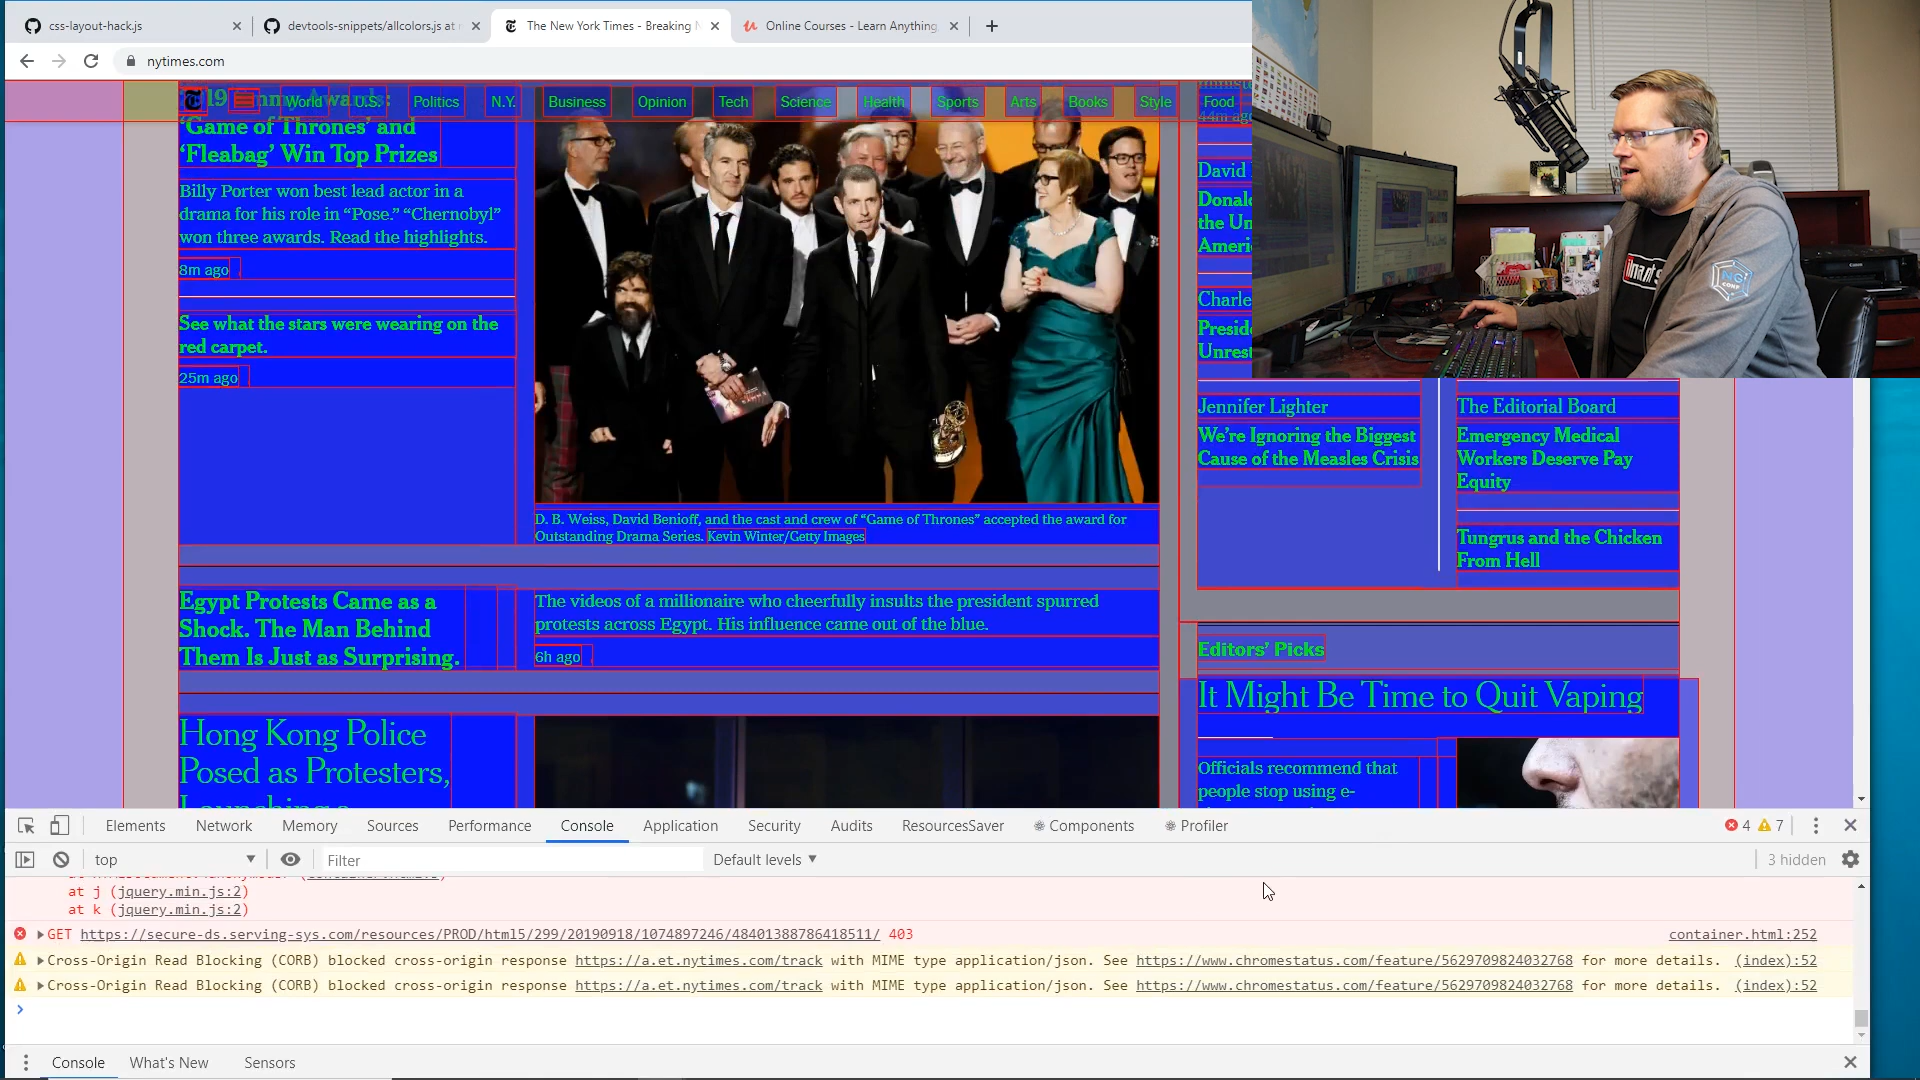 css-layout-hack.js
devtools-snippets/allcolors.js at
The New York Times - Breaking N
Online Courses - Learn Anything,
nytimes.com
World U.S. Politics N.Y. Business Opinion Tech Science Health Sports Arts Books Style Food
‘Game of Thrones’ and
‘Fleabag’ Win Top Prizes
Billy Porter won best lead actor in a
drama for his role in “Pose.” “Chernobyl”
won three awards. Read the highlights.
8m ago
See what the stars were wearing on the
red carpet.
25m ago
D. B. Weiss, David Benioff, and the cast and crew of “Game of Thrones” accepted the award for
Outstanding Drama Series. Kevin Winter/Getty Images
44m ago
David
Donal
the Un
Ameri
Charle
Presid
Unrest
Jennifer Lighter
We’re Ignoring the Biggest
Cause of the Measles Crisis
The Editorial Board
Emergency Medical
Workers Deserve Pay
Equity
Tungrus and the Chicken
From Hell
Egypt Protests Came as a
Shock. The Man Behind
Them Is Just as Surprising.
The videos of a millionaire who cheerfully insults the president spurred
protests across Egypt. His influence came out of the blue.
6h ago
Editors’ Picks
It Might Be Time to Quit Vaping
Officials recommend that
people stop using e-
Hong Kong Police
Posed as Protesters,
Launching a
NG
CONF
Elements Network Memory Sources Performance Console Application Security Audits ResourcesSaver Components Profiler 4 7
top Filter Default levels 3 hidden
at j (jquery.min.js:2)
at k (jquery.min.js:2)
GET https://secure-ds.serving-sys.com/resources/PROD/html5/299/20190918/1074897246/48401388786418511/ 403 container.html:252
Cross-Origin Read Blocking (CORB) blocked cross-origin response https://a.et.nytimes.com/track with MIME type application/json. See https://www.chromestatus.com/feature/5629709824032768 for more details. (index):52
Cross-Origin Read Blocking (CORB) blocked cross-origin response https://a.et.nytimes.com/track with MIME type application/json. See https://www.chromestatus.com/feature/5629709824032768 for more details. (index):52
Console What's New Sensors